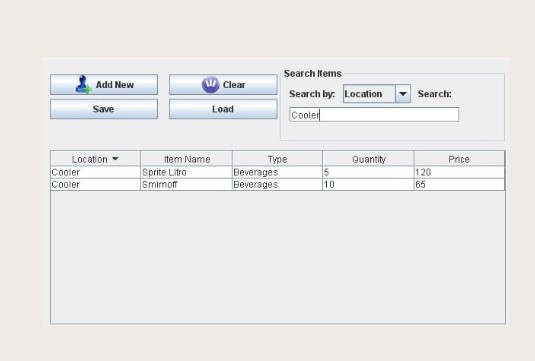 Search Items
Add New Clear
Search by: Location Search:
Save Load
Cooler
Location Item Name Type Quantity Price
Cooler Sprite Litro Beverages 5 120
Cooler Smirnoff Beverages 10 65